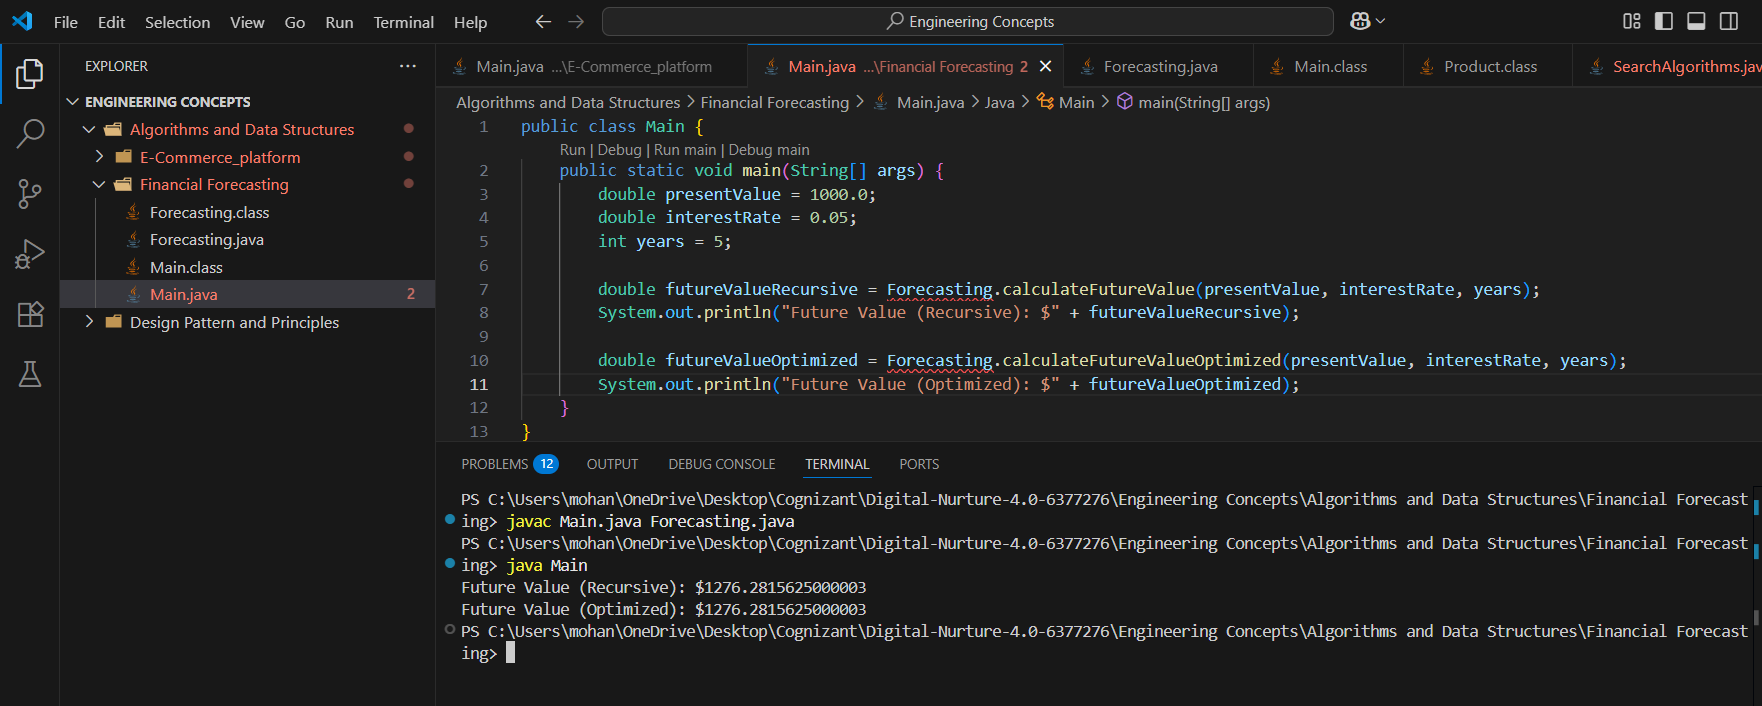 File Edit Selection View Go Run Terminal Help Engineering Concepts
EXPLORER
ENGINEERING CONCEPTS
Algorithms and Data Structures
E-Commerce_platform
Financial Forecasting
Forecasting.class
Forecasting.java
Main.class
Main.java 2
Design Pattern and Principles
Main.java ...\E-Commerce_platform Main.java ...\Financial Forecasting 2 Forecasting.java Main.class Product.class SearchAlgorithms.jav
Algorithms and Data Structures > Financial Forecasting > Main.java > Java > Main > main(String[] args)
1 public class Main {
Run | Debug | Run main | Debug main
2 public static void main(String[] args) {
3 double presentValue = 1000.0;
4 double interestRate = 0.05;
5 int years = 5;
6
7 double futureValueRecursive = Forecasting.calculateFutureValue(presentValue, interestRate, years);
8 System.out.println("Future Value (Recursive): $" + futureValueRecursive);
9
10 double futureValueOptimized = Forecasting.calculateFutureValueOptimized(presentValue, interestRate, years);
11 System.out.println("Future Value (Optimized): $" + futureValueOptimized);
12 }
13 }
PROBLEMS 12 OUTPUT DEBUG CONSOLE TERMINAL PORTS
PS C:\Users\mohan\OneDrive\Desktop\Cognizant\Digital-Nurture-4.0-6377276\Engineering Concepts\Algorithms and Data Structures\Financial Forecast
ing> javac Main.java Forecasting.java
PS C:\Users\mohan\OneDrive\Desktop\Cognizant\Digital-Nurture-4.0-6377276\Engineering Concepts\Algorithms and Data Structures\Financial Forecast
ing> java Main
Future Value (Recursive): $1276.2815625000003
Future Value (Optimized): $1276.2815625000003
PS C:\Users\mohan\OneDrive\Desktop\Cognizant\Digital-Nurture-4.0-6377276\Engineering Concepts\Algorithms and Data Structures\Financial Forecast
ing>